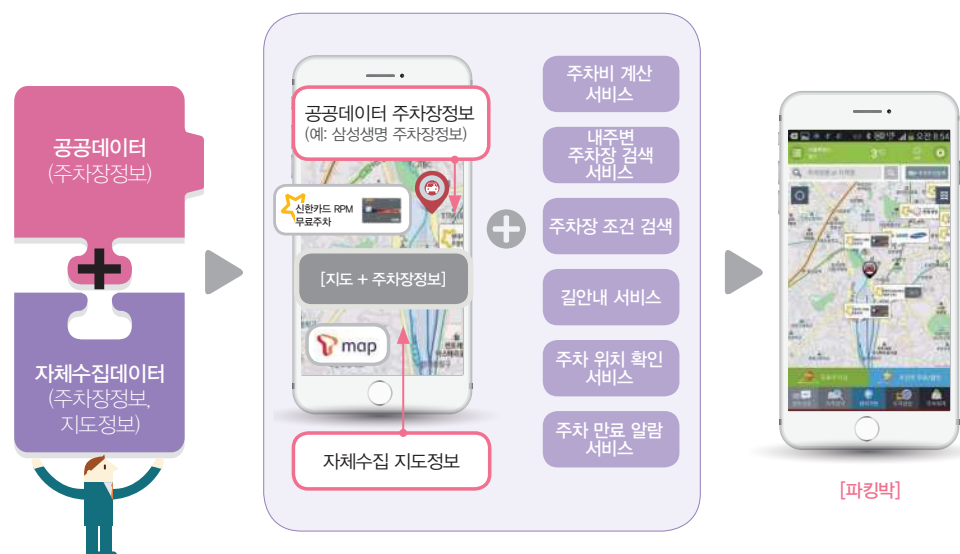 공공데이터
(주차장정보)
자체수집데이터
(주차장정보,
지도정보)
공공데이터 주차장정보
(예: 삼성생명 주차장정보)
신한카드 RPM
무료주차
[지도 + 주차장정보]
T map
자체수집 지도정보
주차비 계산
서비스
내주변
주차장 검색
서비스
주차장 조건 검색
길안내 서비스
주차 위치 확인
서비스
주차 만료 알람
서비스
오전 8:54
3°C
[파킹박]